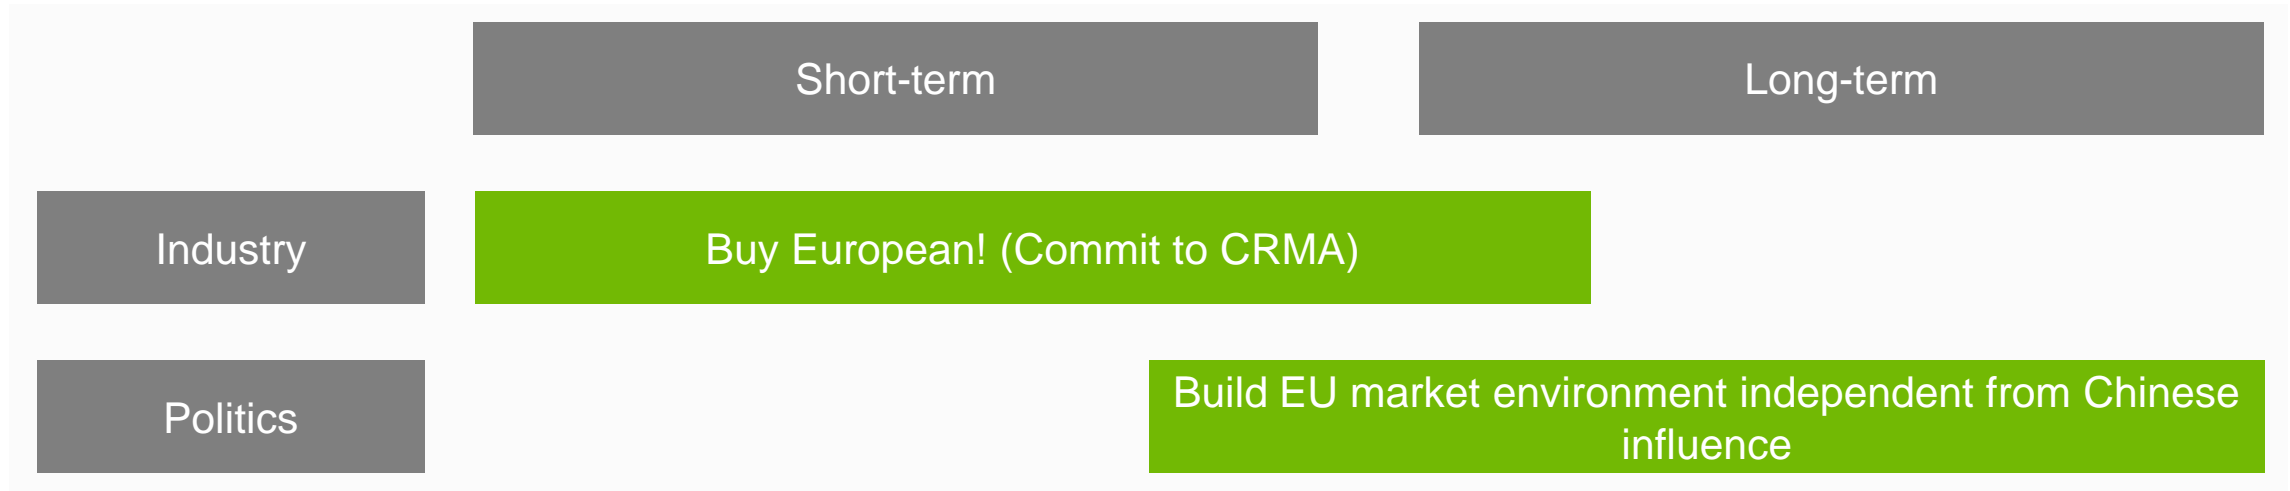 Short-term
Long-term
Industry
Buy European! (Commit to CRMA)
Politics
Build EU market environment independent from Chinese
influence